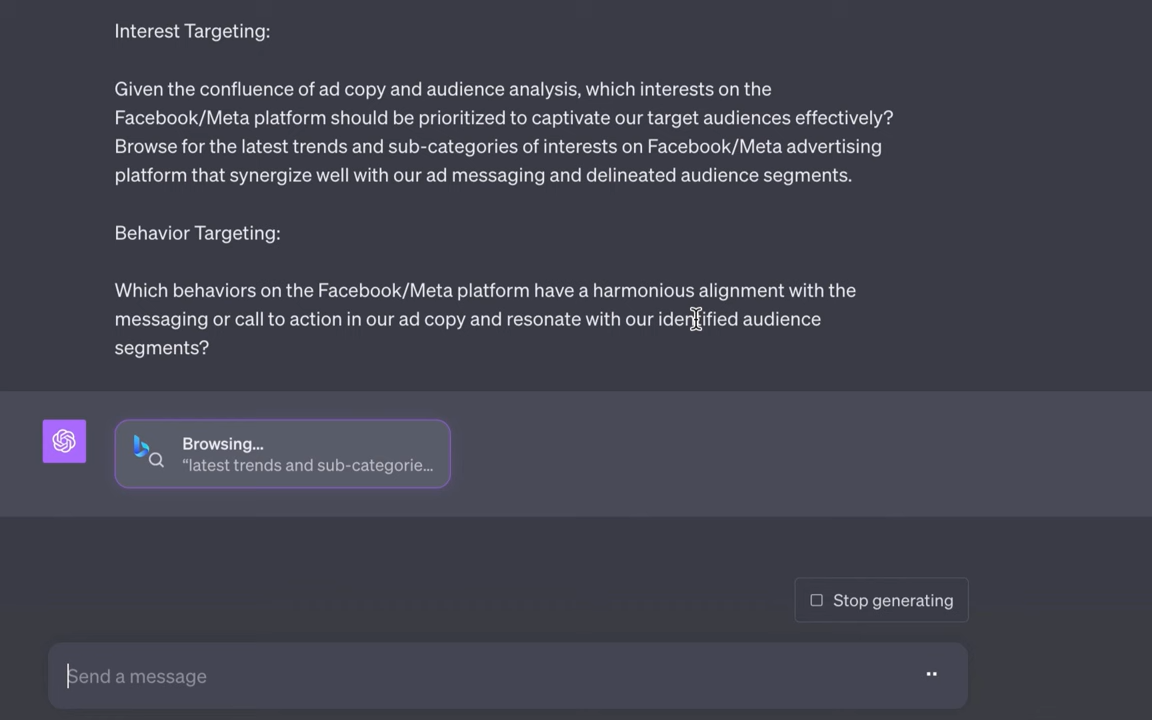 Interest Targeting:
Given the confluence of ad copy and audience analysis, which interests on the
Facebook/Meta platform should be prioritized to captivate our target audiences effectively?
Browse for the latest trends and sub-categories of interests on Facebook/Meta advertising
platform that synergize well with our ad messaging and delineated audience segments.
Behavior Targeting:
Which behaviors on the Facebook/Meta platform have a harmonious alignment with the
messaging or call to action in our ad copy and resonate with our identified audience
segments?
Browsing...
“latest trends and sub-categorie...
Stop generating
Send a message